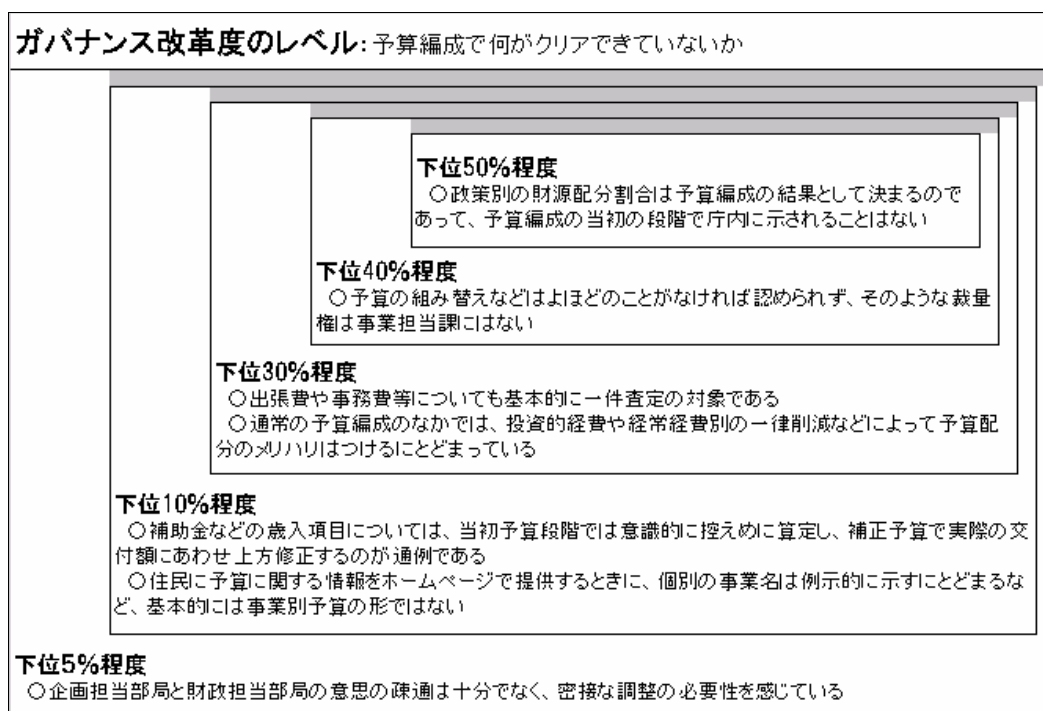 ガバナンス改革度のレベル：予算編成で何がクリアできていないか
下位50%程度
○政策別の財源配分割合は予算編成の結果として決まるので
あって、予算編成の当初の段階で庁内に示されることはない
下位40%程度
○予算の組み替えなどはよほどのことがなければ認められず、そのような裁量
権は事業担当課にはない
下位30%程度
○出張費や事務費等についても基本的に一件査定の対象である
○通常の予算編成のなかでは、投資的経費や経常経費別の一律削減などによって予算配
分のメリハリはつけるにとどまっている
下位10%程度
○補助金などの歳入項目については、当初予算段階では意識的に控えめに算定し、補正予算で実際の交
付額にあわせ上方修正するのが通例である
○住民に予算に関する情報をホームページで提供するときに、個別の事業名は例示的に示すにとどまるな
ど、基本的には事業別予算の形ではない
下位5%程度
○企画担当部局と財政担当部局の意思の疎通は十分でなく、密接な調整の必要性を感じている